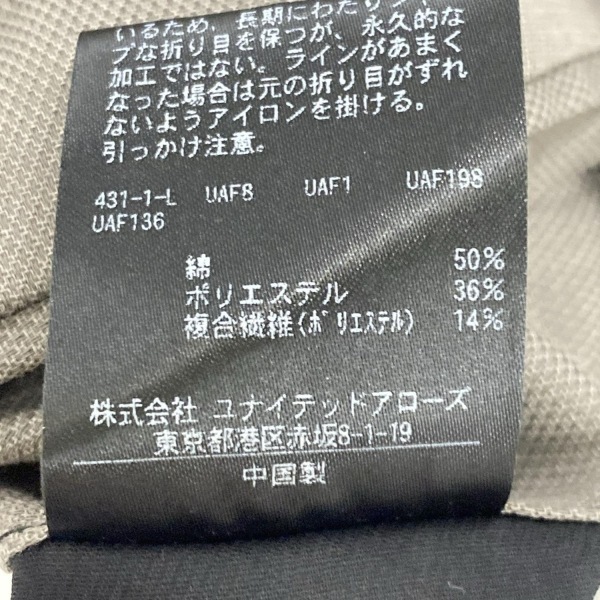 いるため、長期にわたり
プな折り目を保つが、永久的な
加工ではない。ラインがあまく
なった場合は元の折り目がずれ
ないようアイロンを掛ける。
引っかけ注意。
431-1-L UAF8 UAF1 UAF198
UAF136
綿 50%
ポリエステル 36%
複合繊維(ポリエステル) 14%
株式会社 ユナイテッドアローズ
東京都港区赤坂8-1-19
中国製